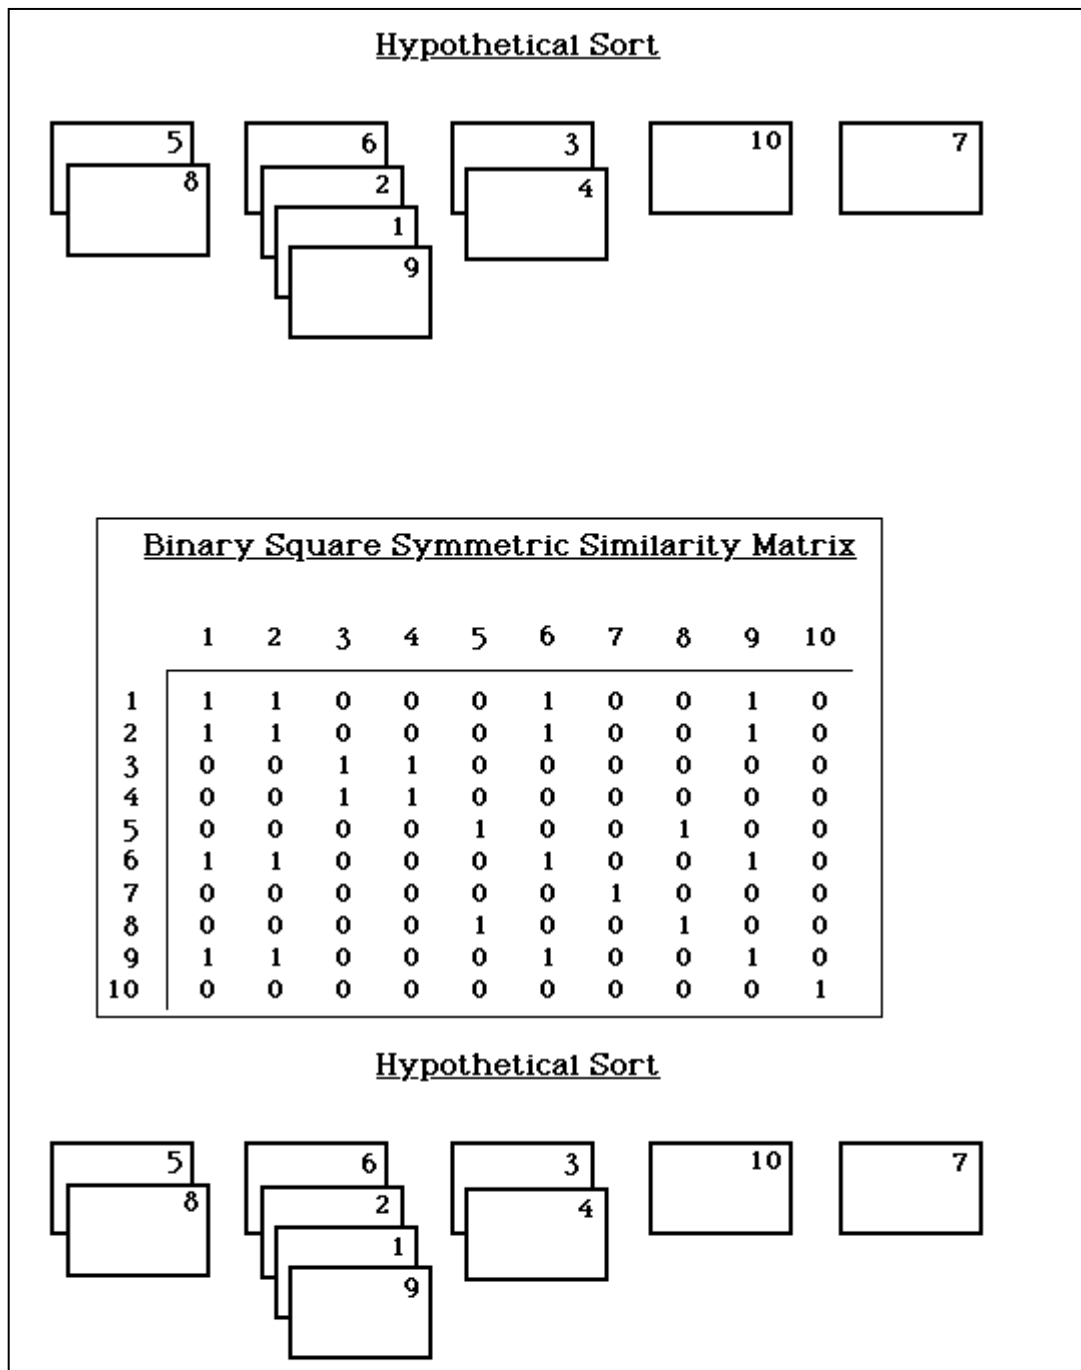 Hypothetical Sort
5 6 3 10 7
8 2 4
1
9
Binary Square Symmetric Similarity Matrix
1 2 3 4 5 6 7 8 9 10
1 1 1 0 0 0 1 0 0 1 0
2 1 1 0 0 0 1 0 0 1 0
3 0 0 1 1 0 0 0 0 0 0
4 0 0 1 1 0 0 0 0 0 0
5 0 0 0 0 1 0 0 1 0 0
6 1 1 0 0 0 1 0 0 1 0
7 0 0 0 0 0 0 1 0 0 0
8 0 0 0 0 1 0 0 1 0 0
9 1 1 0 0 0 1 0 0 1 0
10 0 0 0 0 0 0 0 0 0 1
Hypothetical Sort
5 6 3 10 7
8 2 4
1
9